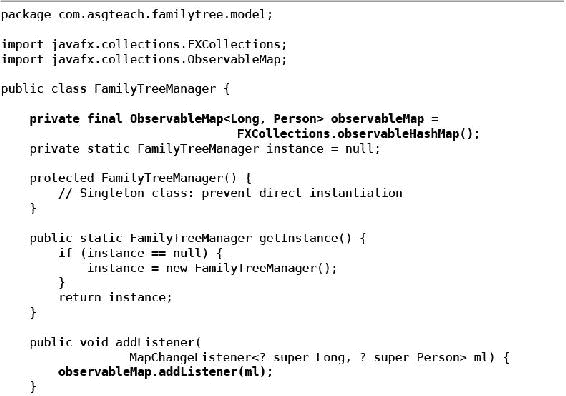 package com.asgteach.familytree.model;
import javafx.collections.FXCollections;
import javafx.collections.ObservableMap;
public class FamilyTreeManager {
private final ObservableMap<Long, Person> observableMap =
FXCollections.observableHashMap();
private static FamilyTreeManager instance = null;
protected FamilyTreeManager() {
// Singleton class: prevent direct instantiation
}
public static FamilyTreeManager getInstance() {
if (instance == null) {
instance = new FamilyTreeManager();
}
return instance;
}
public void addListener(
MapChangeListener<? super Long, ? super Person> ml) {
observableMap.addListener(ml);
}